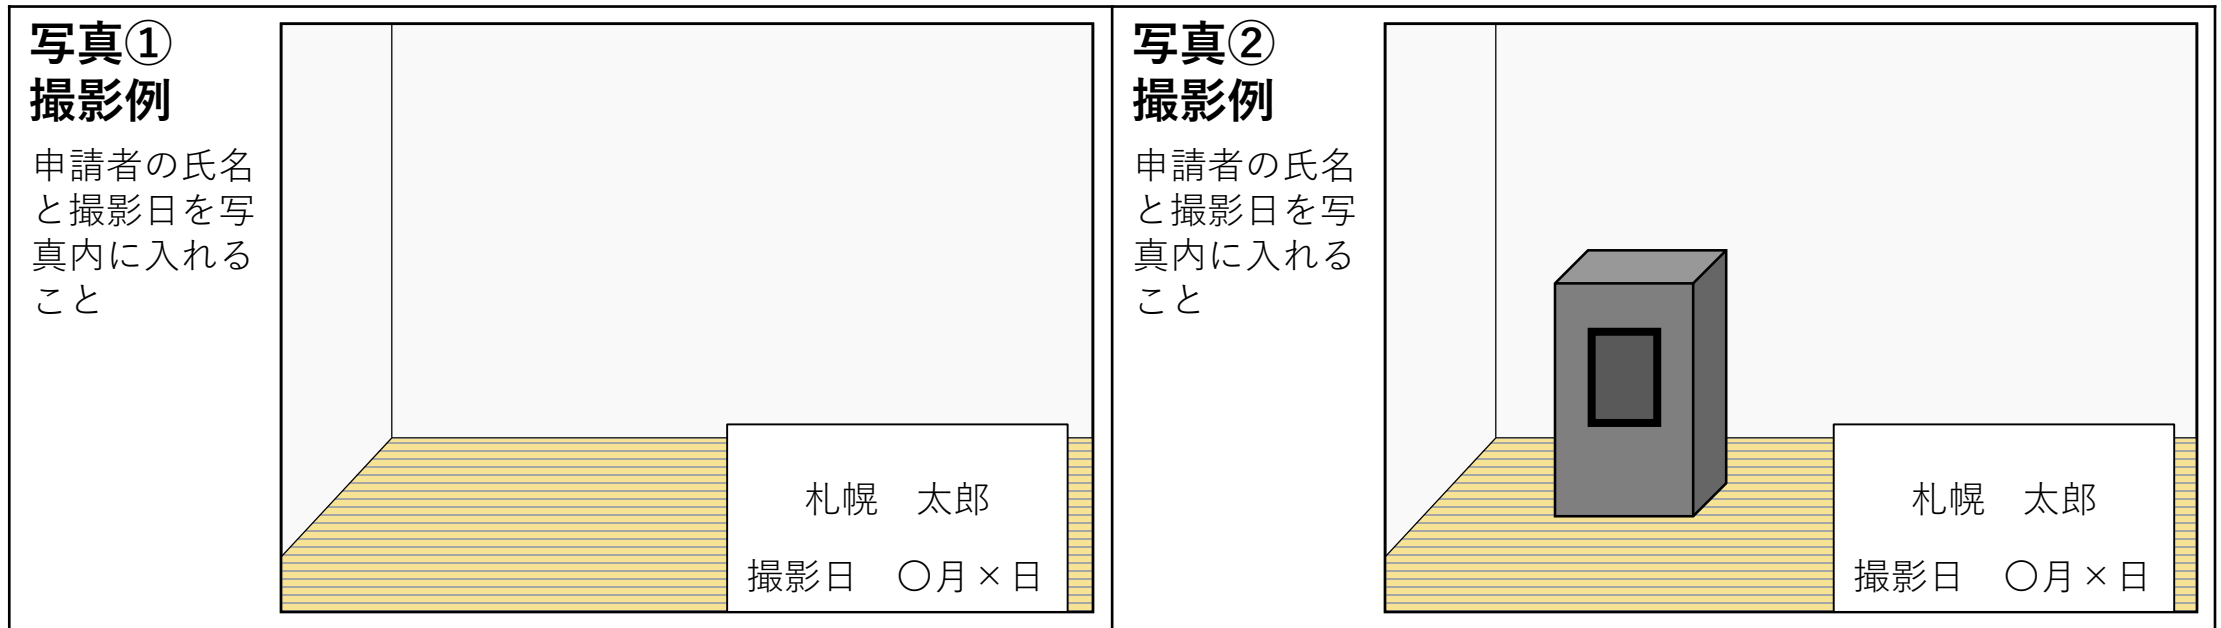 写真①
撮影例
申請者の氏名
と撮影日を写
真内に入れる
こと
札幌　太郎
撮影日　〇月×日
写真②
撮影例
申請者の氏名
と撮影日を写
真内に入れる
こと
札幌　太郎
撮影日　〇月×日